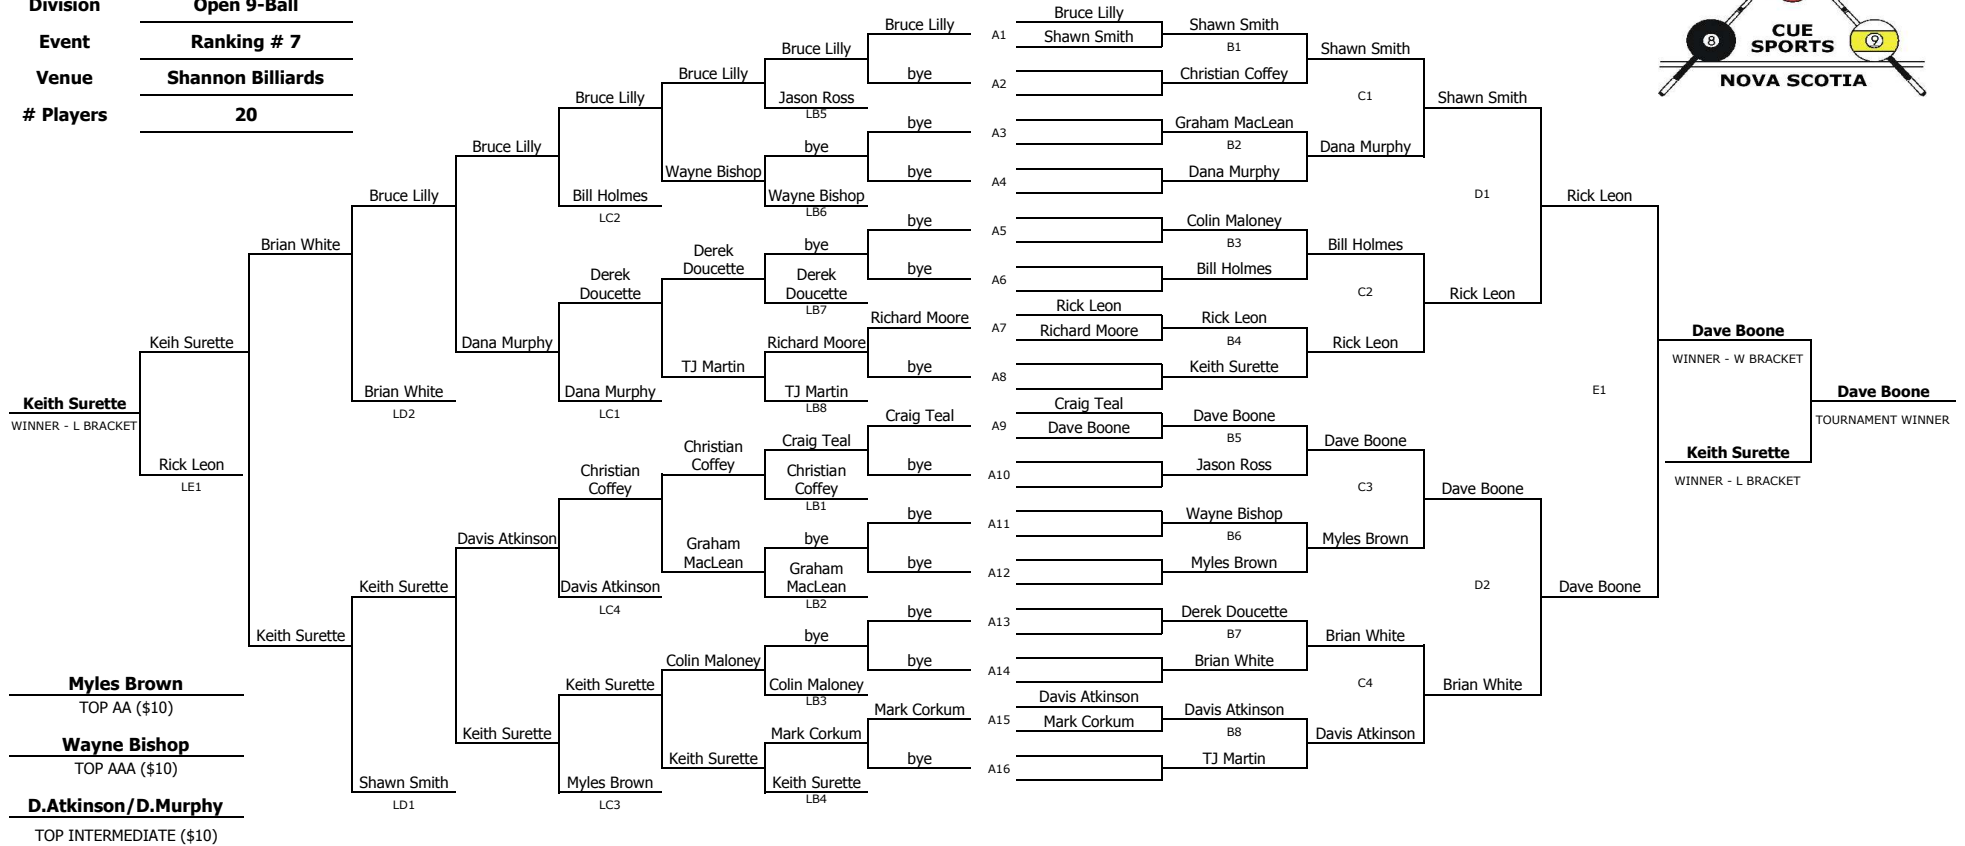 Division
Open 9-Ball
Event
Ranking # 7
Venue
Shannon Billiards
# Players
20
8
9
CUE
SPORTS
NOVA SCOTIA
Keith Surette
WINNER - L BRACKET
Keih Surette
Rick Leon
LE1
Brian White
Keith Surette
Bruce Lilly
Brian White
LD2
Keith Surette
Shawn Smith
LD1
Bruce Lilly
Dana Murphy
Davis Atkinson
Keith Surette
Bruce Lilly
Bill Holmes
LC2
Derek
Doucette
Dana Murphy
LC1
Christian
Coffey
Davis Atkinson
LC4
Keith Surette
Myles Brown
LC3
Bruce Lilly
Wayne Bishop
Derek
Doucette
TJ Martin
Christian
Coffey
Graham
MacLean
Colin Maloney
Keith Surette
Bruce Lilly
Jason Ross
LB5
bye
Wayne Bishop
LB6
bye
Derek
Doucette
LB7
Richard Moore
TJ Martin
LB8
Craig Teal
Christian
Coffey
LB1
bye
Graham
MacLean
LB2
bye
Colin Maloney
LB3
Mark Corkum
Keith Surette
LB4
Bruce Lilly
bye
bye
bye
bye
bye
Richard Moore
bye
Craig Teal
bye
bye
bye
bye
bye
Mark Corkum
bye
A1
A2
A3
A4
A5
A6
A7
A8
A9
A10
A11
A12
A13
A14
A15
A16
Bruce Lilly
Shawn Smith
Rick Leon
Richard Moore
Craig Teal
Dave Boone
Davis Atkinson
Mark Corkum
Shawn Smith
B1
Christian Coffey
Graham MacLean
B2
Dana Murphy
Colin Maloney
B3
Bill Holmes
Rick Leon
B4
Keith Surette
Dave Boone
B5
Jason Ross
Wayne Bishop
B6
Myles Brown
Derek Doucette
B7
Brian White
Davis Atkinson
B8
TJ Martin
Shawn Smith
C1
Dana Murphy
Bill Holmes
C2
Rick Leon
Dave Boone
C3
Myles Brown
Brian White
C4
Davis Atkinson
Shawn Smith
D1
Rick Leon
Dave Boone
D2
Brian White
Rick Leon
E1
Dave Boone
Dave Boone
WINNER - W BRACKET
Keith Surette
WINNER - L BRACKET
Dave Boone
TOURNAMENT WINNER
Myles Brown
TOP AA ($10)
Wayne Bishop
TOP AAA ($10)
D.Atkinson/D.Murphy
TOP INTERMEDIATE ($10)